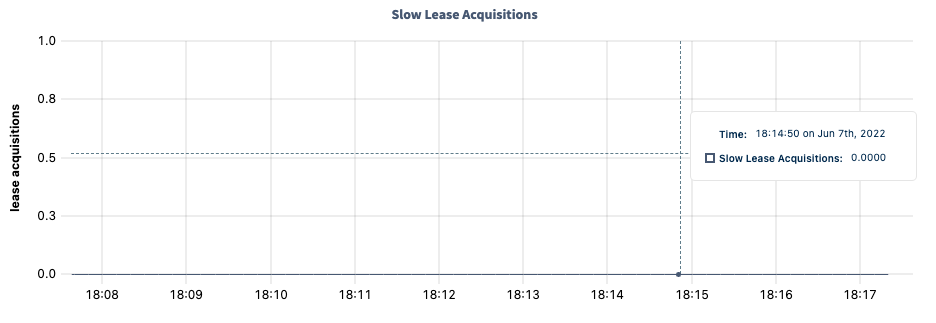 Slow Lease Acquisitions
lease acquisitions
1.0
0.8
0.5
0.3
0.0
Time: 18:14:50 on Jun 7th, 2022
Slow Lease Acquisitions: 0.0000
18:08 18:09 18:10 18:11 18:12 18:13 18:14 18:15 18:16 18:17